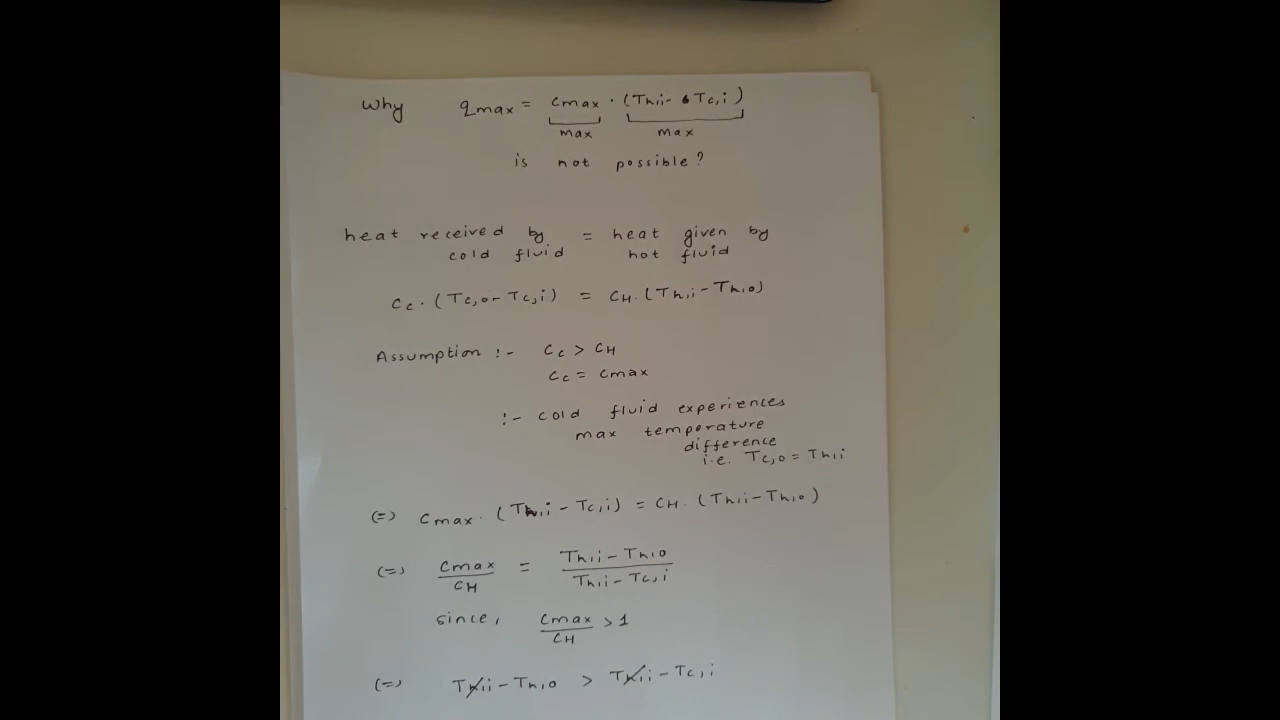 Why qmax = cmax · (Th,i - Tc,i)
max max
is not possible?
heat received by = heat given by
cold fluid hot fluid
Cc · (Tc,o - Tc,i) = CH · (Th,i - Th,o)
Assumption :- Cc > CH
Cc = Cmax
:- cold fluid experiences
max temperature
difference
i.e. Tc,o = Th,i
(=) Cmax · (Th,i - Tc,i) = CH · (Th,i - Th,o)
(=) Cmax/CH = Th,i - Th,o/Th,i - Tc,i
since, Cmax/CH > 1
(=) Th,i - Th,o > Th,i - Tc,i